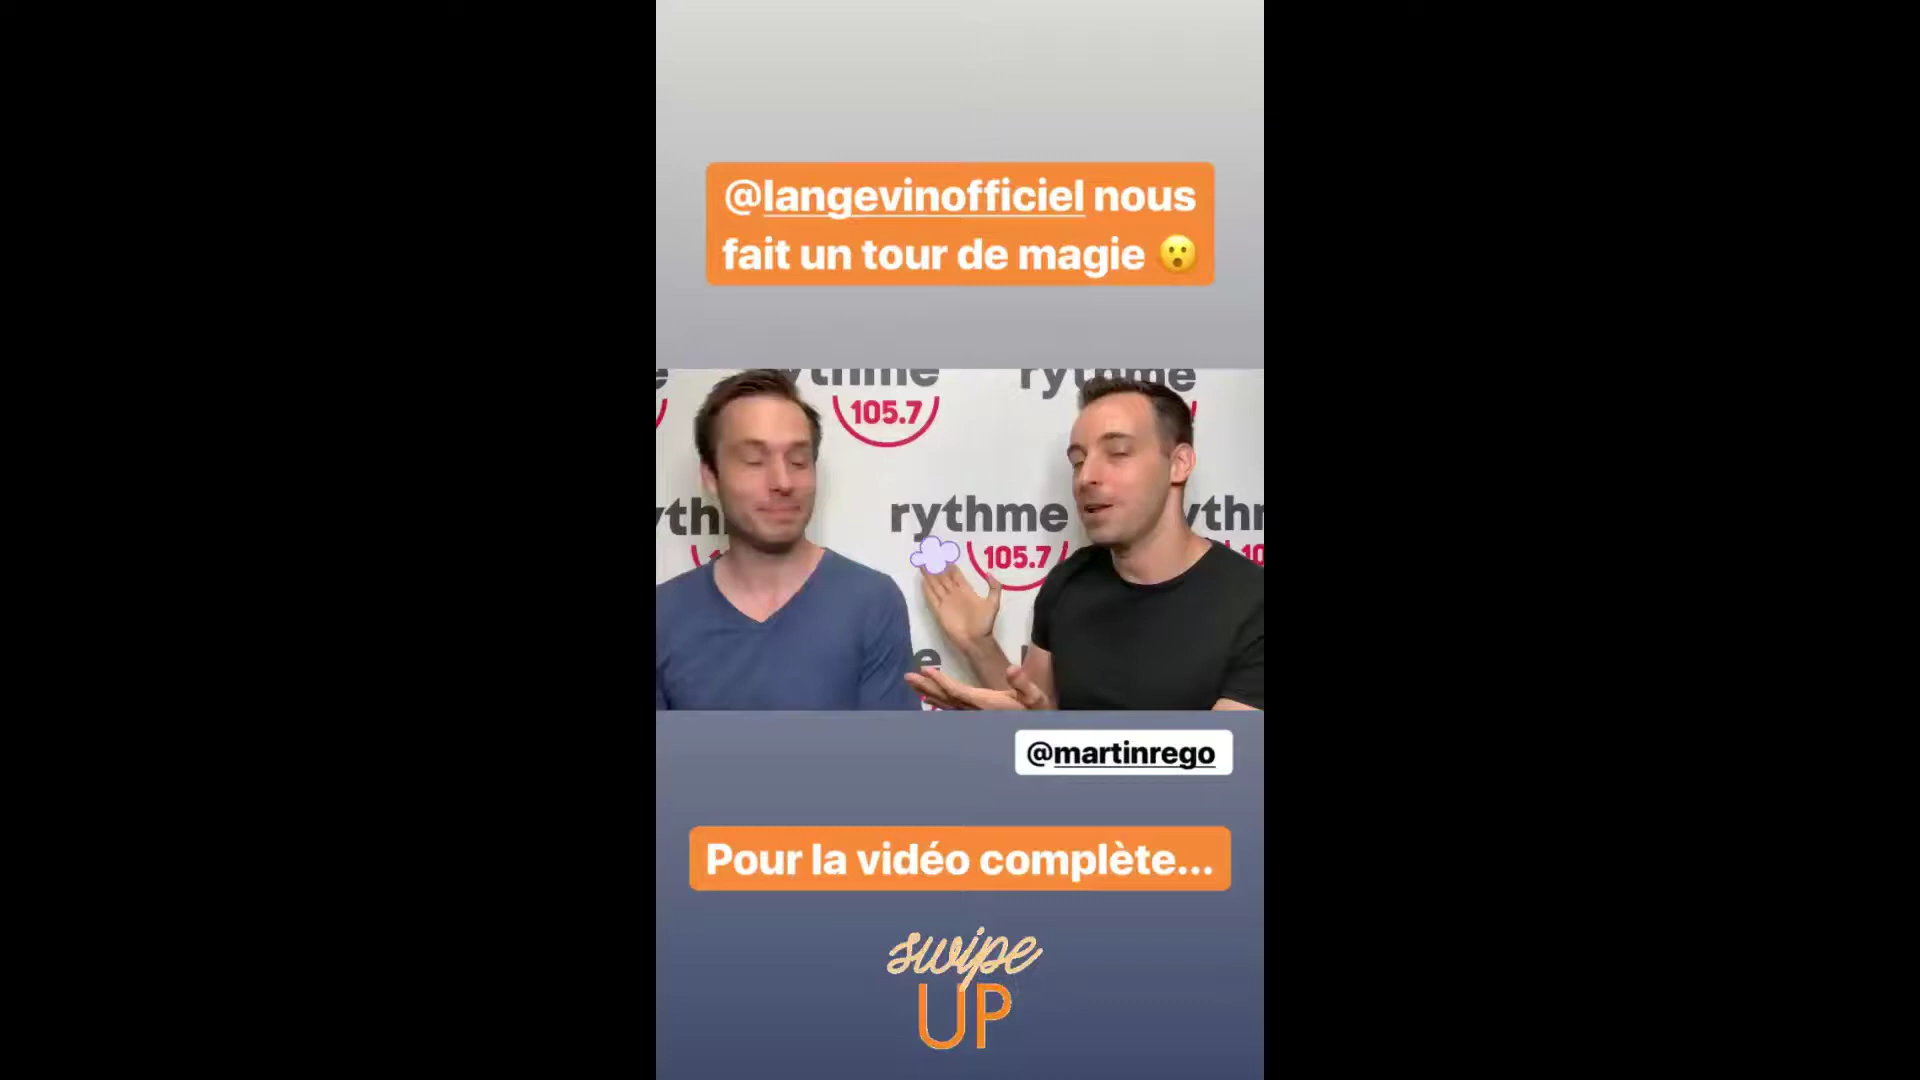 @langevinofficiel nous
fait un tour de magie
rythme
105.7
rythme
rythme
105.7
@martinrego
Pour la vidéo complète...
swipe
UP